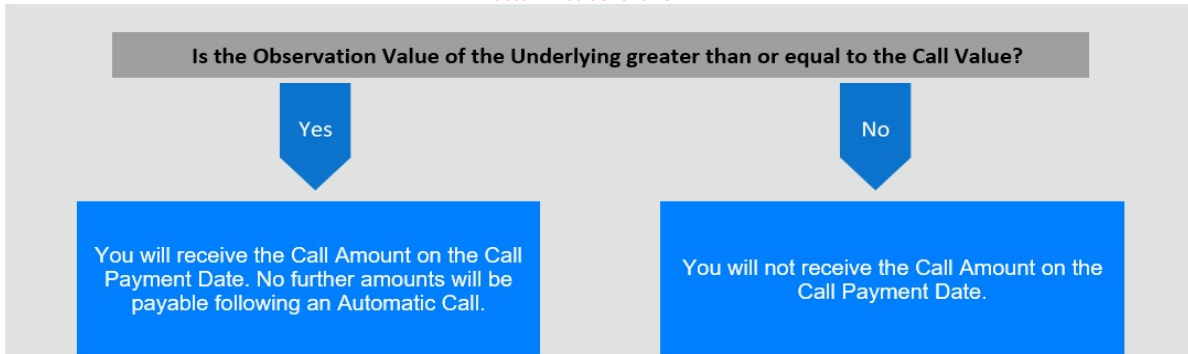 Is the Observation Value of the Underlying greater than or equal to the Call Value?
Yes
No
You will receive the Call Amount on the Call
Payment Date. No further amounts will be
payable following an Automatic Call.
You will not receive the Call Amount on the
Call Payment Date.